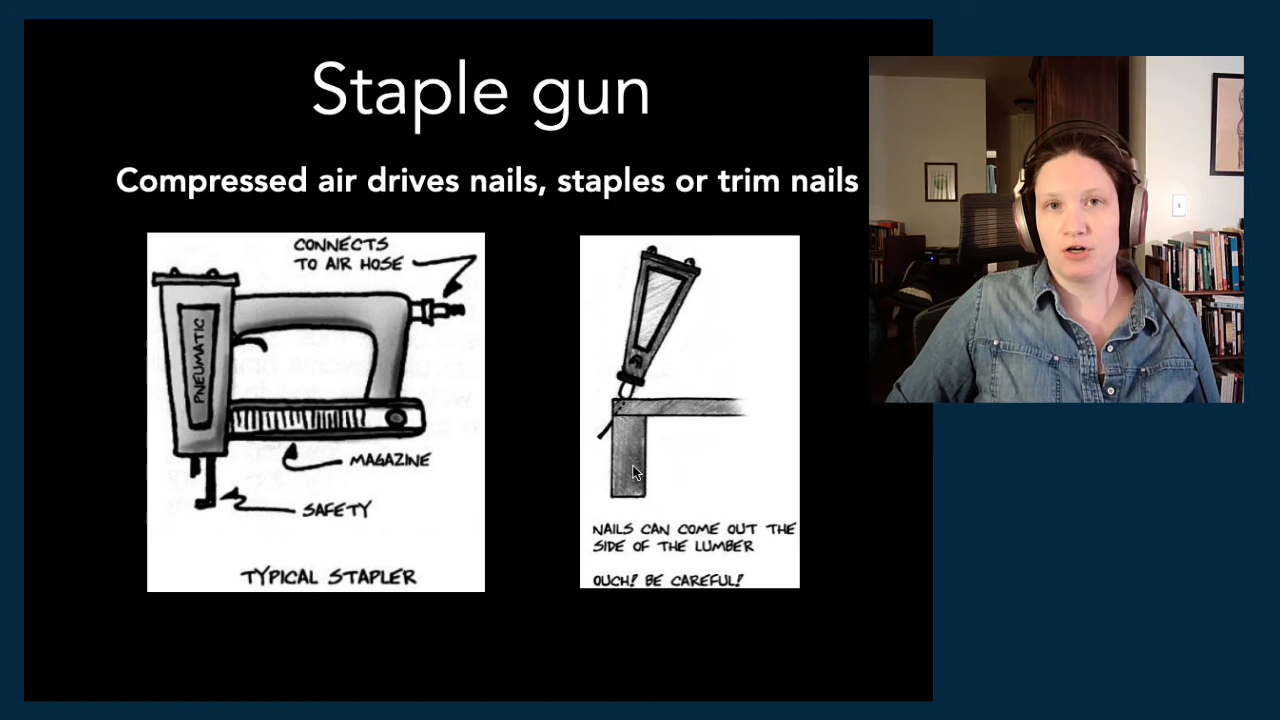 Staple gun
Compressed air drives nails, staples or trim nails
CONNECTS
TO AIR HOSE
PNEUMATIC
MAGAZINE
SAFETY
TYPICAL STAPLER
NAILS CAN COME OUT THE
SIDE OF THE LUMBER
OUCH! BE CAREFUL!